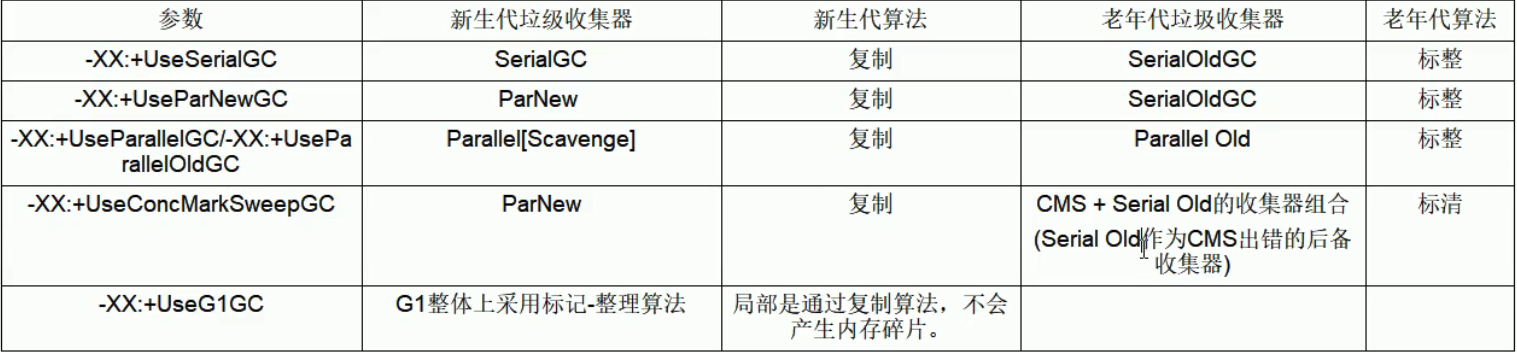 参数 新生代垃级收集器 新生代算法 老年代垃圾收集器 老年代算法
-XX:+UseSerialGC SerialGC 复制 SerialOldGC 标整
-XX:+UseParNewGC ParNew 复制 SerialOldGC 标整
-XX:+UseParallelGC/-XX:+UsePa Parallel[Scavenge] 复制 Parallel Old 标整
rallelOldGC
-XX:+UseConcMarkSweepGC ParNew 复制 CMS + Serial Old的收集器组合 标清
(Serial Old作为CMS出错的后备
收集器)
-XX:+UseG1GC G1整体上采用标记-整理算法 局部是通过复制算法，不会
产生内存碎片。